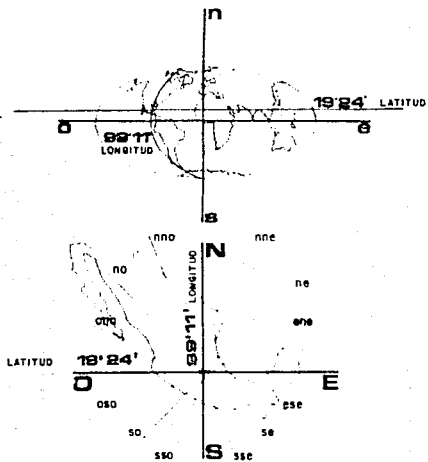 n
19°24' LATITUD
o e
99°11'
LONGITUD
s
nno nne
N
no
ne
99°11' LONGITUD
ono ene
LATITUD 19°24'
O E
oso ese
so se
S
sso sse